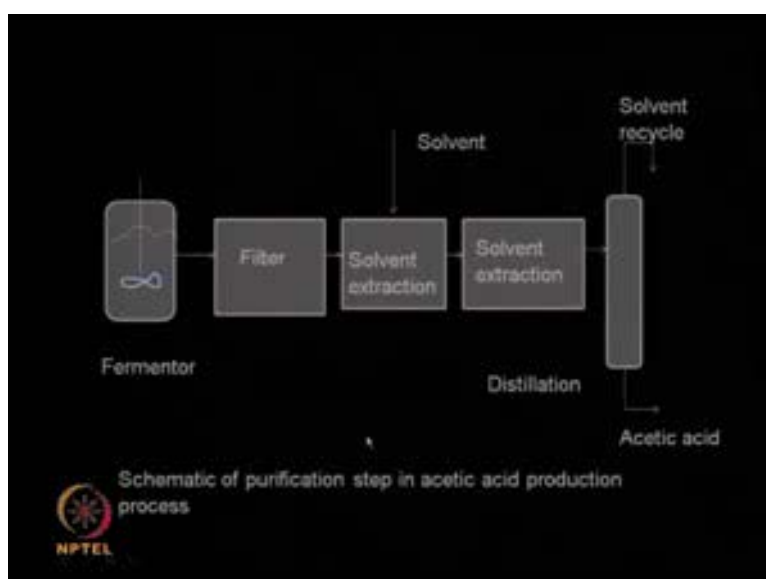 Solvent
recycle
Solvent
Filter
Solvent
extraction
Solvent
extraction
Fermentor
Distillation
Acetic acid
Schematic of purification step in acetic acid production
process
NPTEL